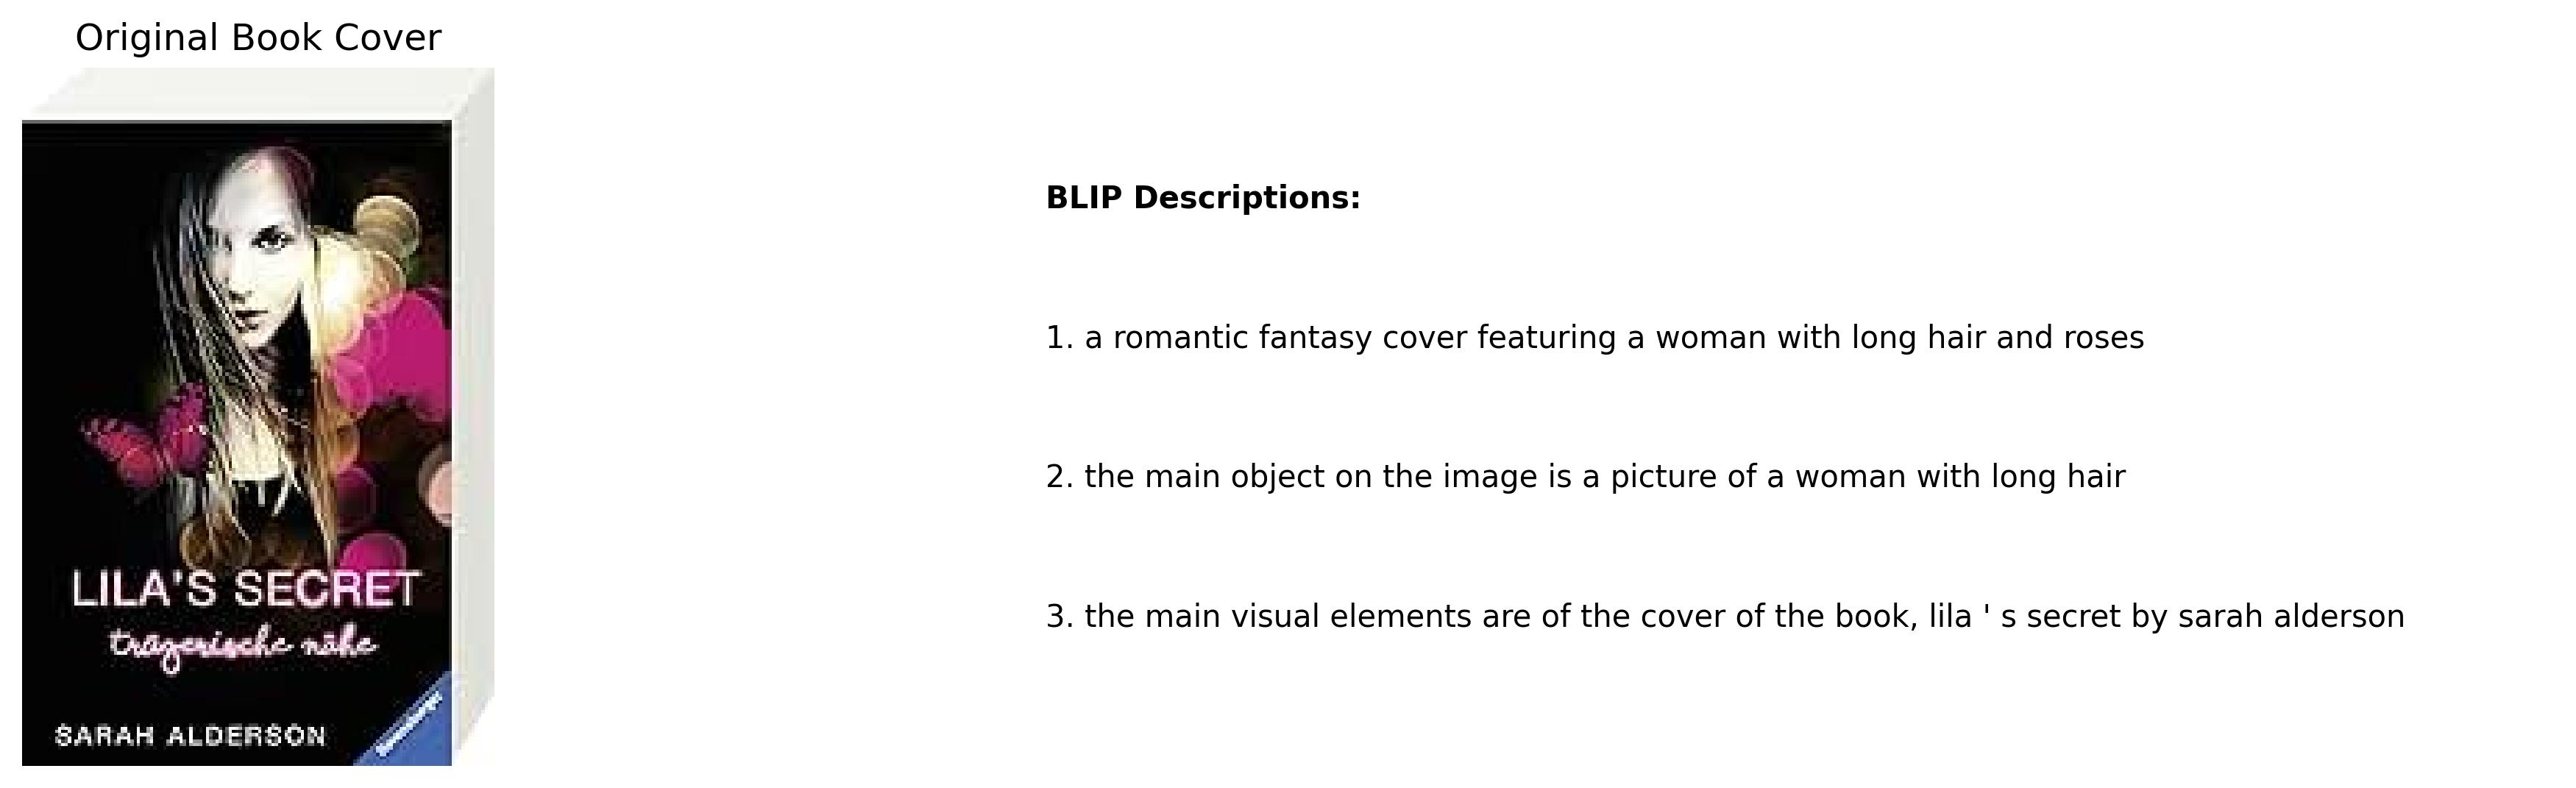 Original Book Cover
LILA'S SECRET
trügerische nähe
SARAH ALDERSON
Ravensburger
BLIP Descriptions:
1. a romantic fantasy cover featuring a woman with long hair and roses
2. the main object on the image is a picture of a woman with long hair
3. the main visual elements are of the cover of the book, lila ' s secret by sarah alderson